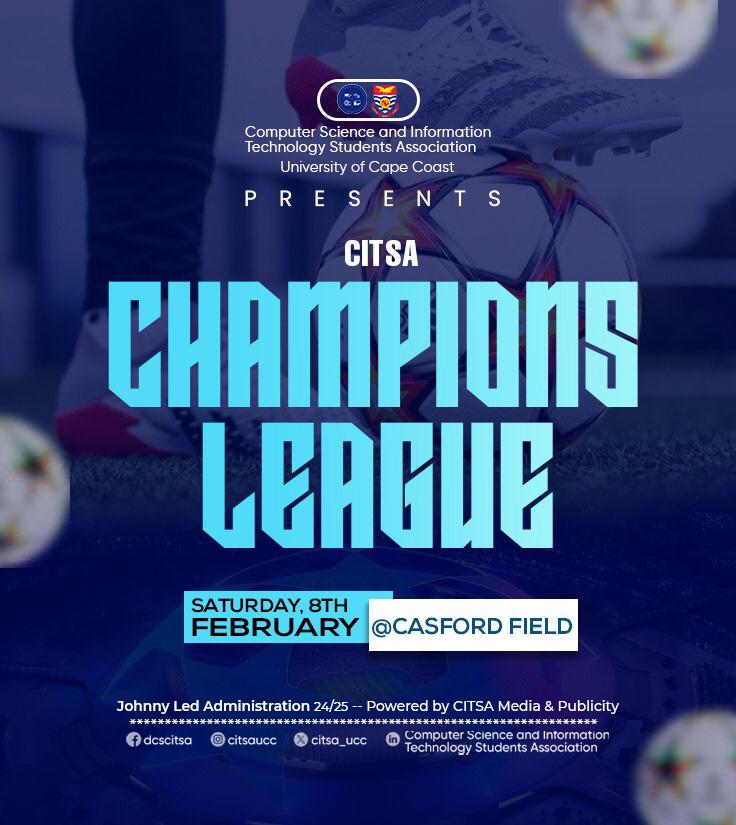 Computer Science and Information
Technology Students Association
University of Cape Coast
PRESENTS
CITSA
CHAMPIONS
LEAGUE
SATURDAY, 8TH
FEBRUARY
@CASFORD FIELD
Johnny Led Administration 24/25 -- Powered by CITSA Media & Publicity
******************************************************************************
dcscitsa citsaucc citsa_ucc Computer Science and Information
Technology Students Association